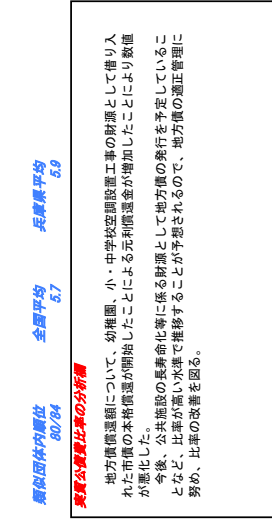 類似団体内順位 全国平均 兵庫県平均
80/84 5.7 5.9
実質公債費比率の分析欄
地方債償還額について、幼稚園、小・中学校空調設置工事の財源として借り入
れた市債の本格償還が開始したことによる元利償還金が増加したことにより数値
が悪化した。
今後、公共施設の長寿命化等に係る財源として地方債の発行を予定しているこ
となど、比率が高い水準で推移することが予想されるので、地方債の適正管理に
努め、比率の改善を図る。